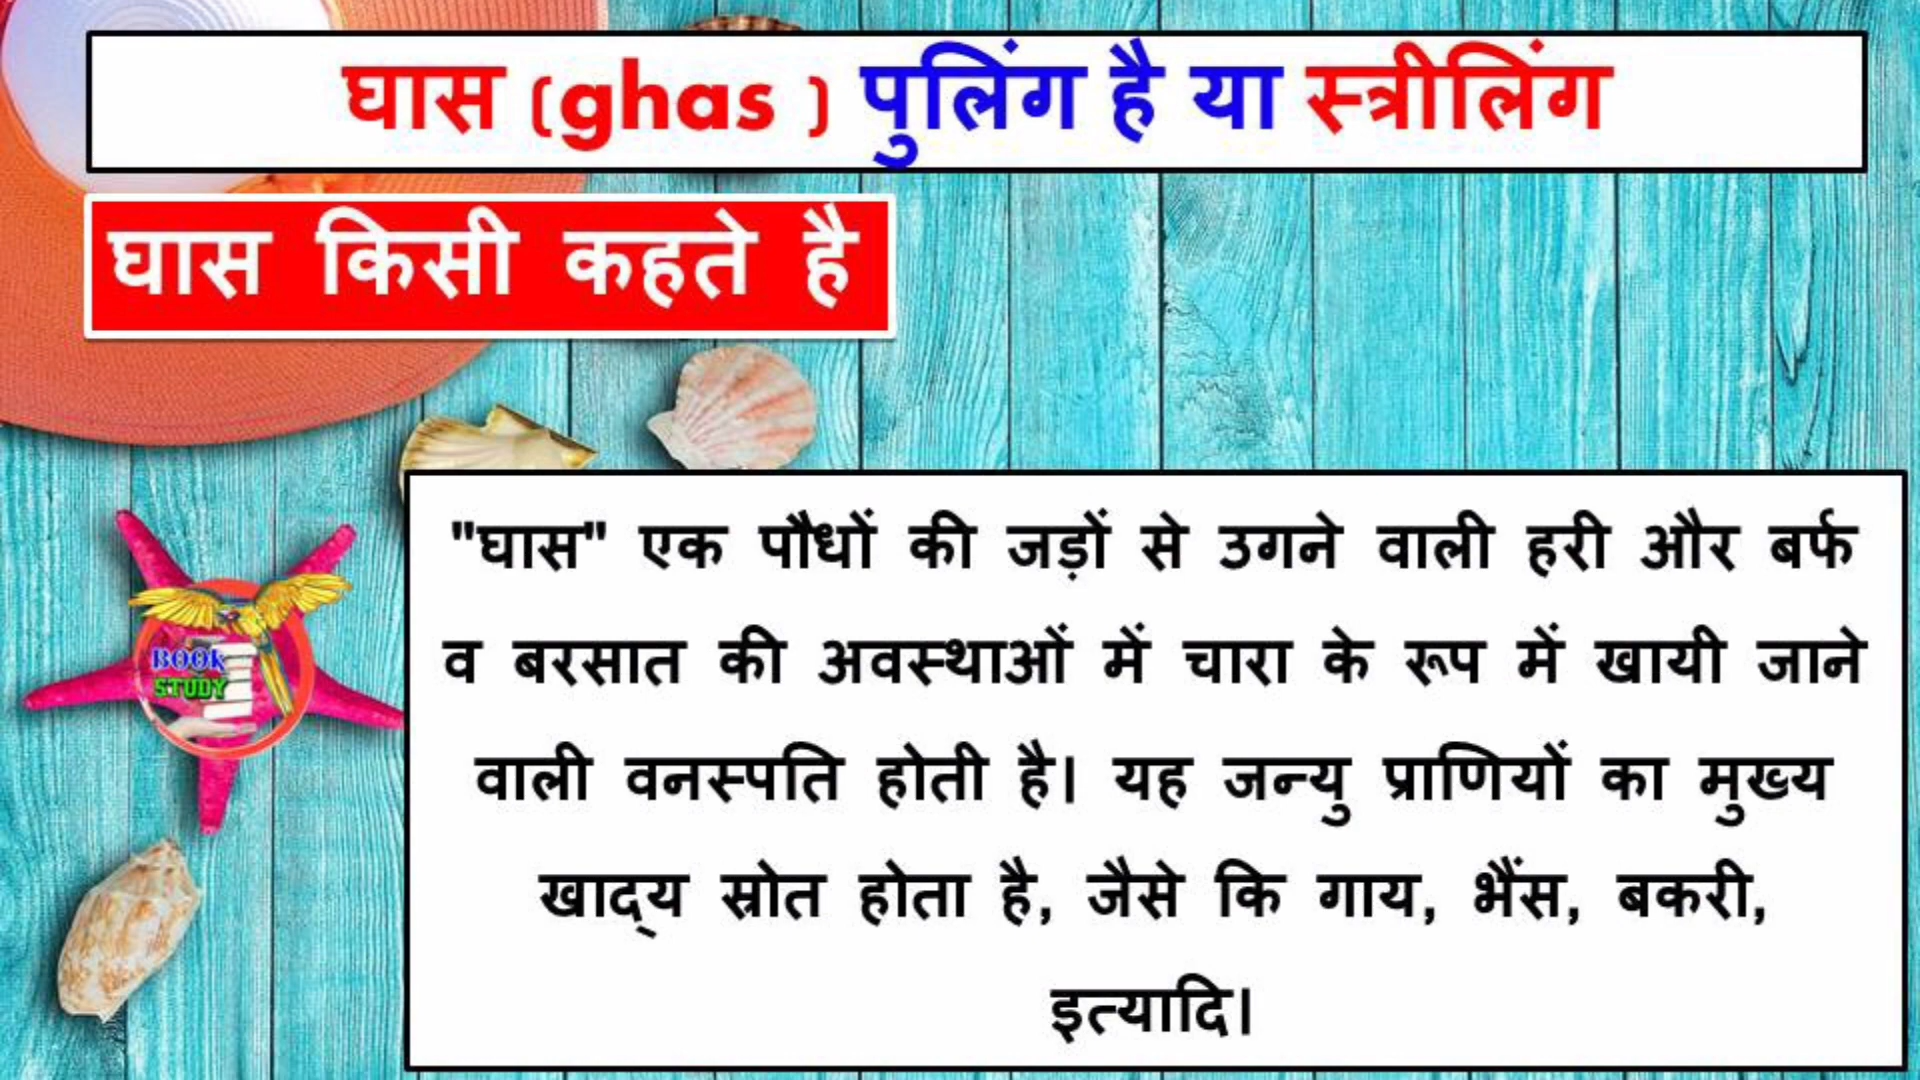 घास (ghas ) पुलिंग है या स्त्रीलिंग
घास किसी कहते है
"घास" एक पौधों की जड़ों से उगने वाली हरी और बर्फ
व बरसात की अवस्थाओं में चारा के रूप में खायी जाने
वाली वनस्पति होती है। यह जन्यु प्राणियों का मुख्य
खाद्य स्रोत होता है, जैसे कि गाय, भैंस, बकरी,
इत्यादि।
BOOK
STUDY